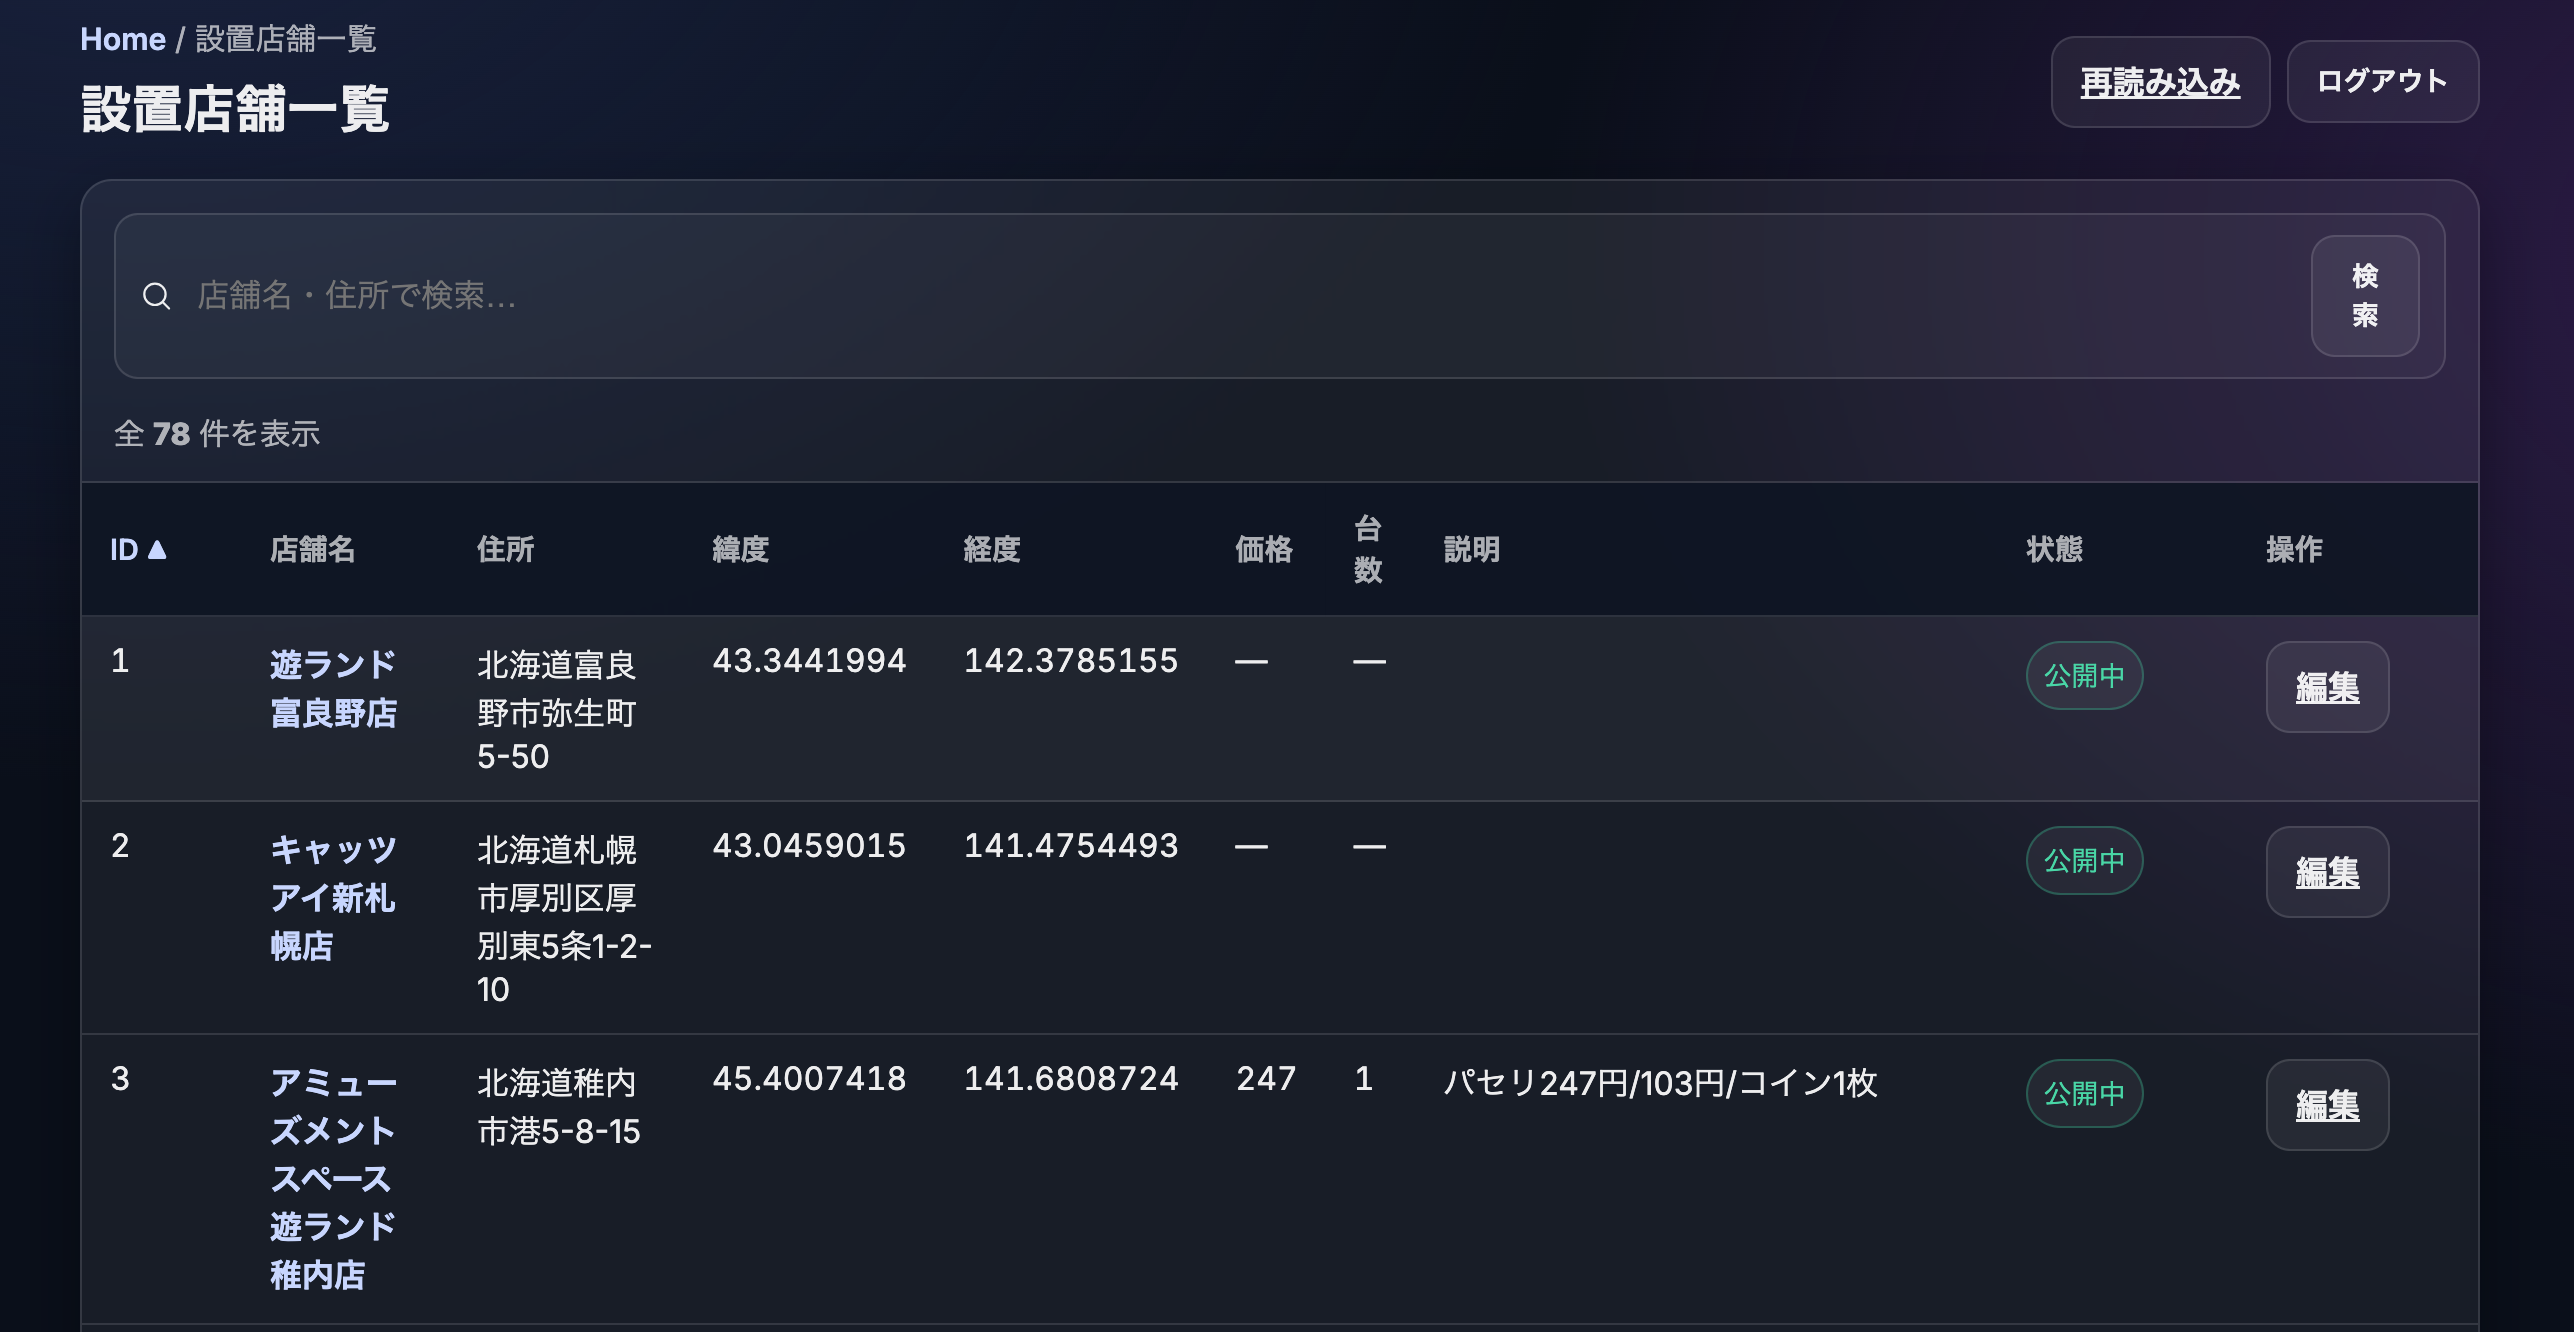 Home / 設置店舗一覧
設置店舗一覧
再読み込み
ログアウト
店舗名・住所で検索...
検
索
全 78 件を表示
ID ▲ 店舗名 住所 緯度 経度 価格 台数 説明 状態 操作
1
遊ランド
富良野店
北海道富良
野市弥生町
5-50
43.3441994
142.3785155
—
—
公開中
編集
2
キャッツ
アイ新札
幌店
北海道札幌
市厚別区厚
別東5条1-2-
10
43.0459015
141.4754493
—
—
公開中
編集
3
アミュー
ズメント
スペース
遊ランド
稚内店
北海道稚内
市港5-8-15
45.4007418
141.6808724
247
1
パセリ247円/103円/コイン1枚
公開中
編集